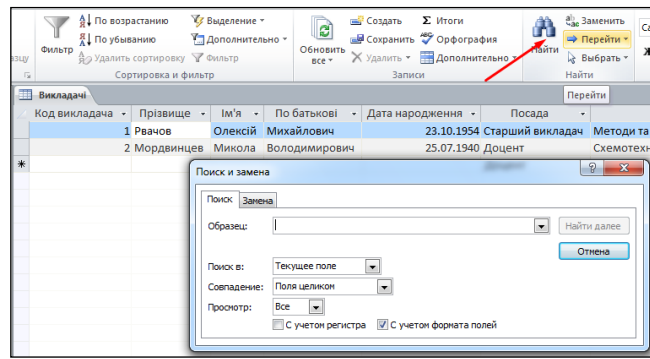 По возрастанию Выделение Создать Итоги Заменить Са
По убыванию Дополнительно Сохранить Орфография Перейти
зцу Фильтр Удалить сортировку Фильтр Обновить все Удалить Дополнительно Найти Выбрать Ж
Сортировка и фильтр Записи Найти
Викладачі Перейти
Код викладача Прізвище Ім'я По батькові Дата народження Посада
1 Рвачов Олексій Михайлович 23.10.1954 Старший викладач Методи та
2 Мордвинцев Микола Володимирович 25.07.1940 Доцент Схемотехн
Поиск и замена
Поиск Замена
Образец: Найти далее
Отмена
Поиск в: Текущее поле
Совпадение: Поля целиком
Просмотр: Все
С учетом регистра С учетом формата полей